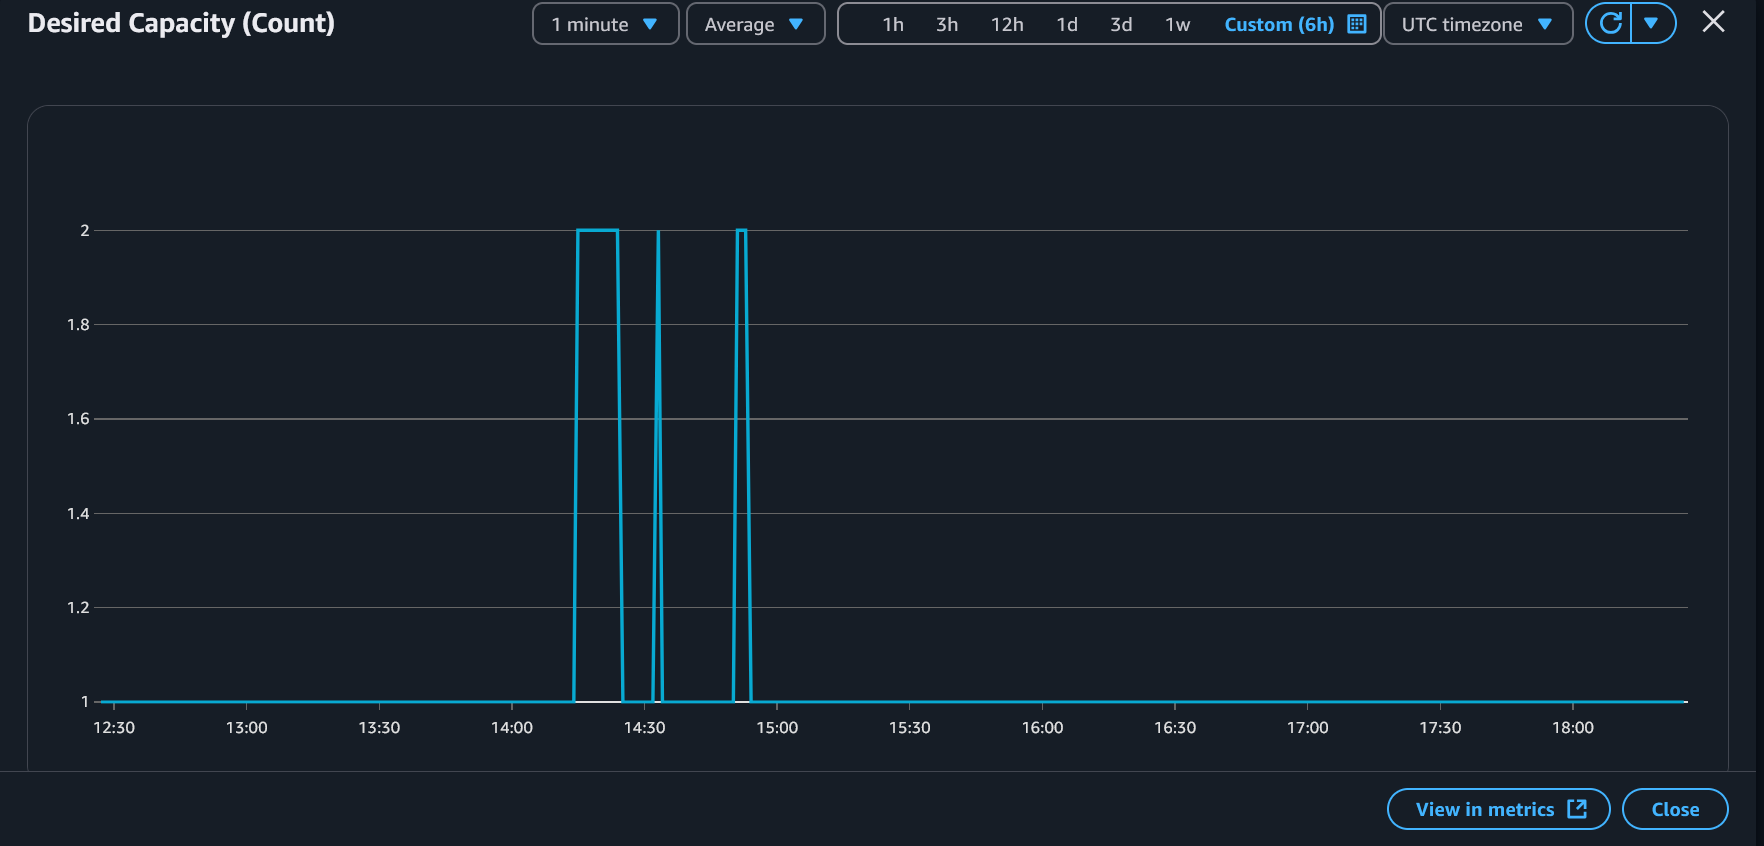 Desired Capacity (Count)
1 minute
Average
1h 3h 12h 1d 3d 1w Custom (6h)
UTC timezone
2
1.8
1.6
1.4
1.2
1
12:30 13:00 13:30 14:00 14:30 15:00 15:30 16:00 16:30 17:00 17:30 18:00
View in metrics
Close